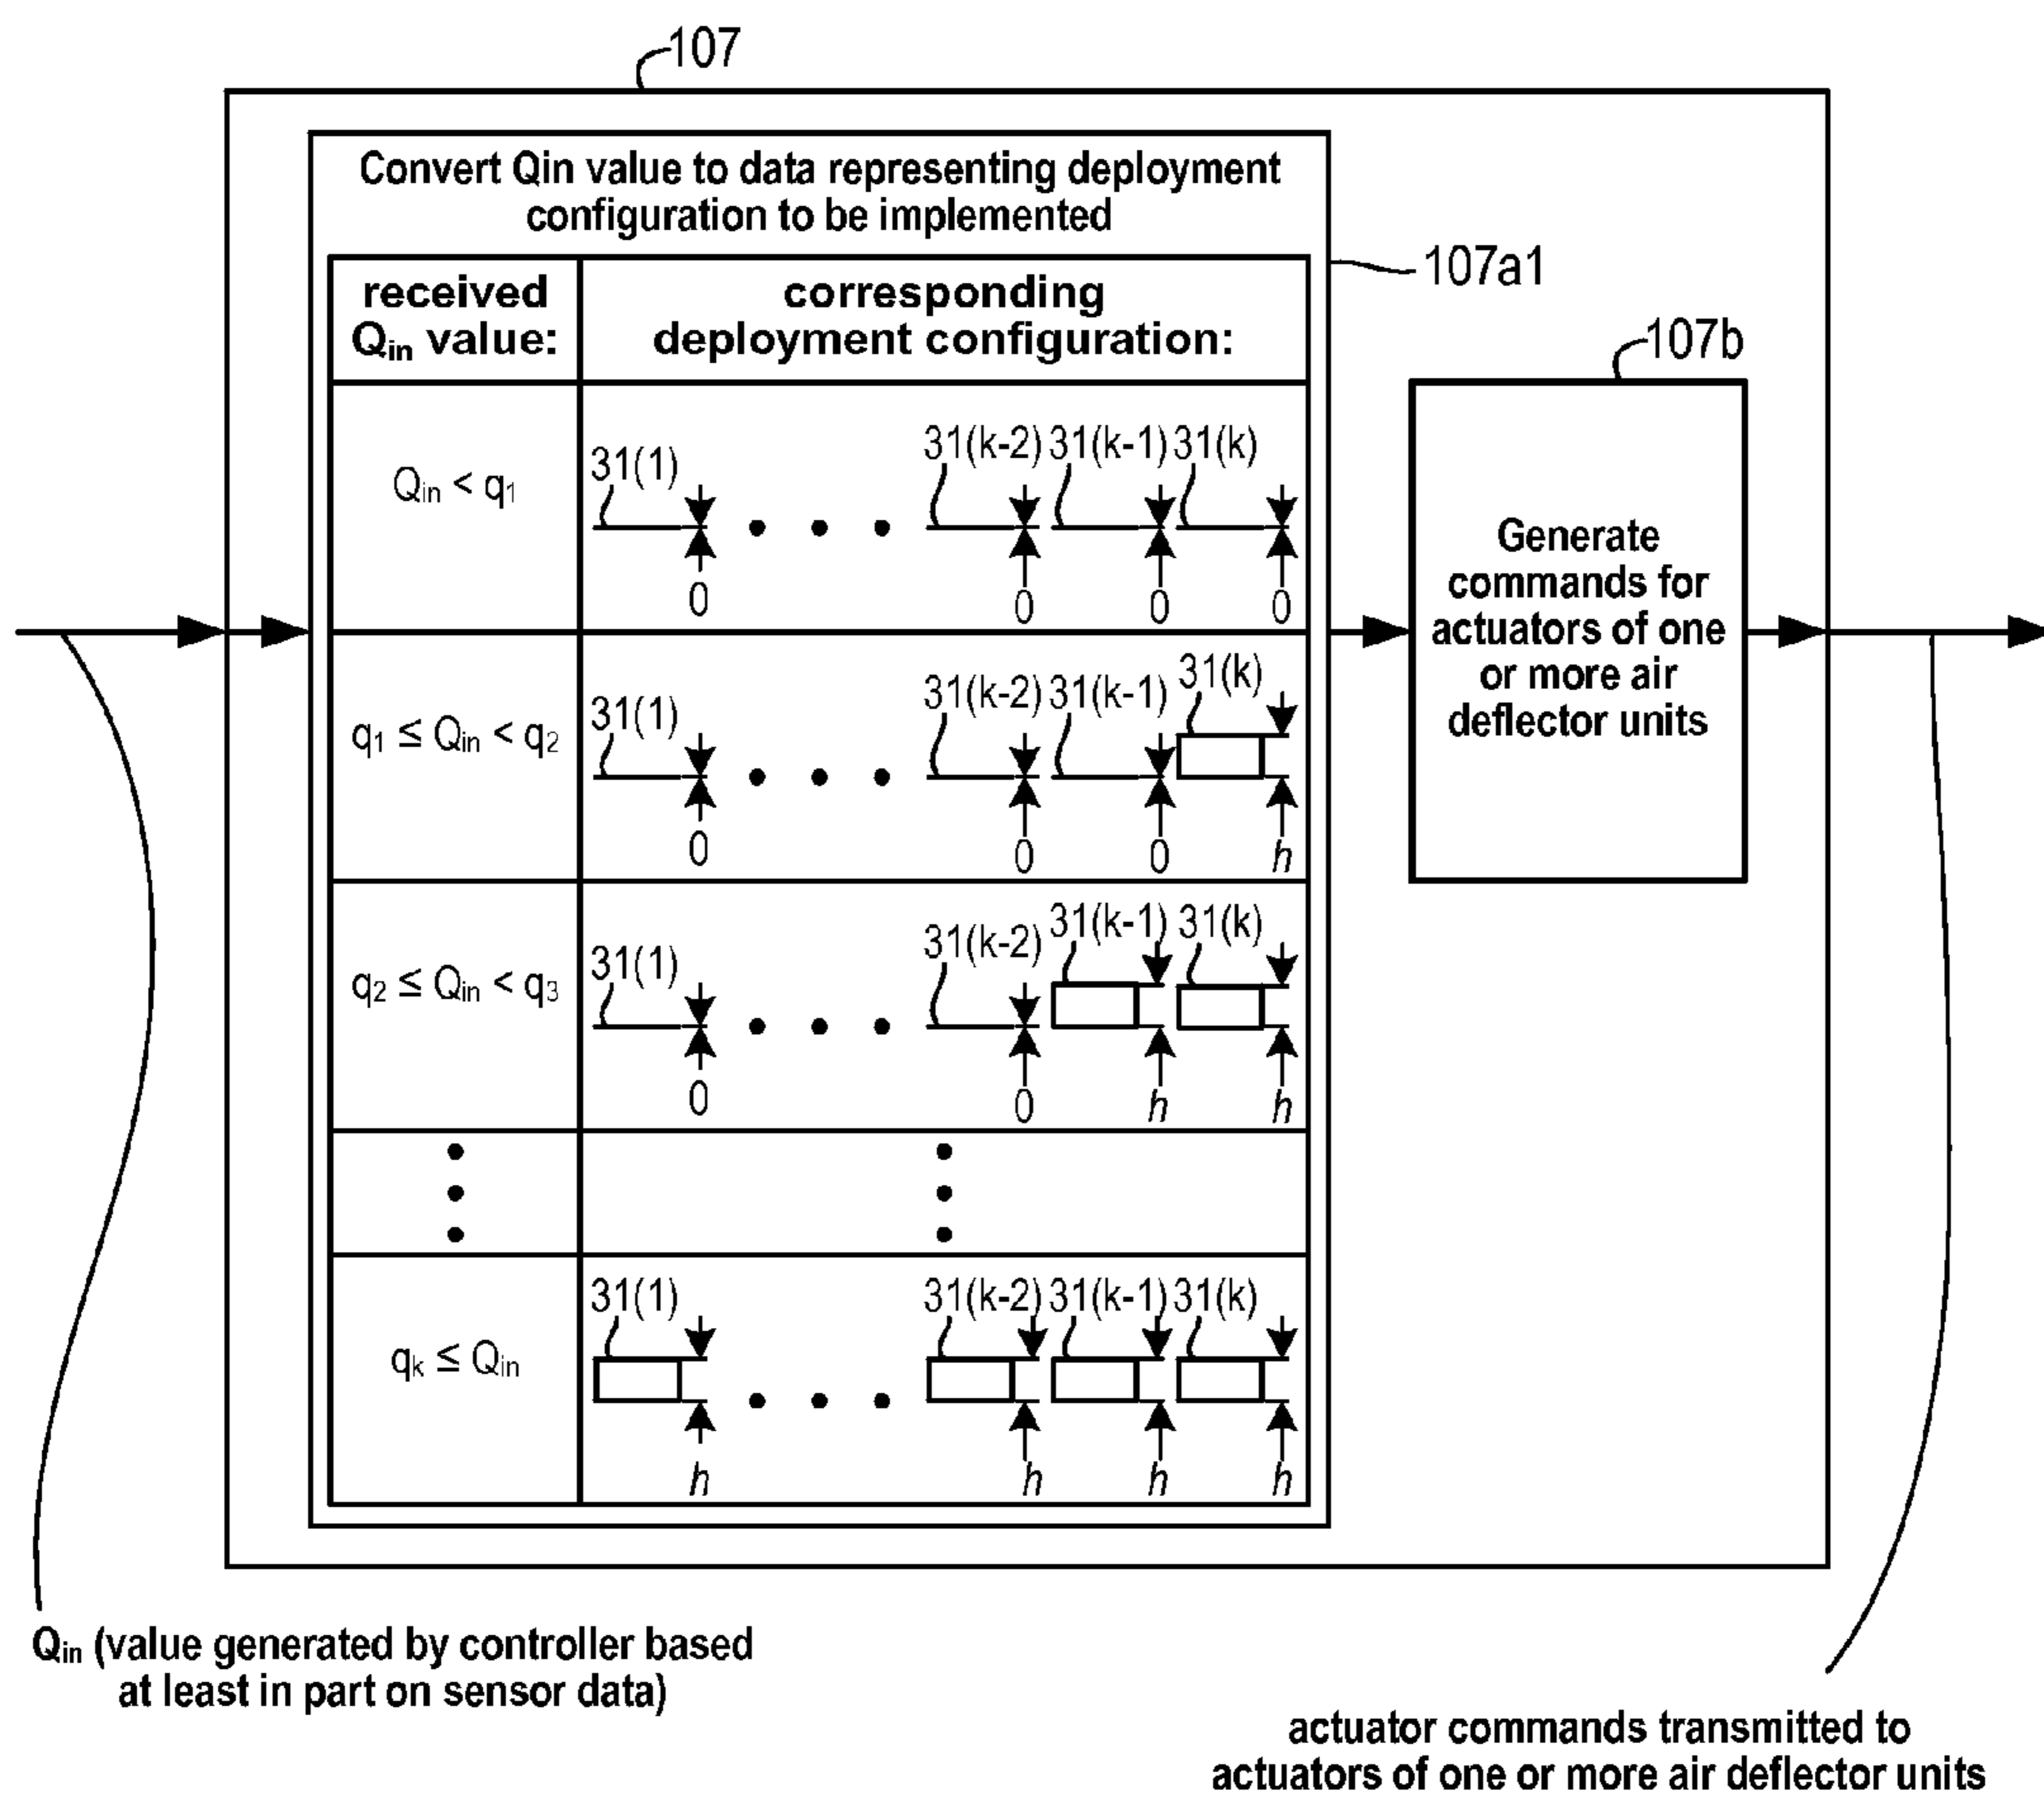 107
Convert Qin value to data representing deployment
configuration to be implemented
107a1
received
Qin value:
corresponding
deployment configuration:
107b
Qin < q1
31(1)
31(k-2)
31(k-1)
31(k)
0
0
0
0
Generate
commands for
actuators of one
or more air
deflector units
q1 ≤ Qin < q2
31(1)
31(k-2)
31(k-1)
31(k)
0
0
0
h
q2 ≤ Qin < q3
31(1)
31(k-2)
31(k-1)
31(k)
0
0
h
h
qk ≤ Qin
31(1)
31(k-2)
31(k-1)
31(k)
h
h
h
h
Qin (value generated by controller based
at least in part on sensor data)
actuator commands transmitted to
actuators of one or more air deflector units